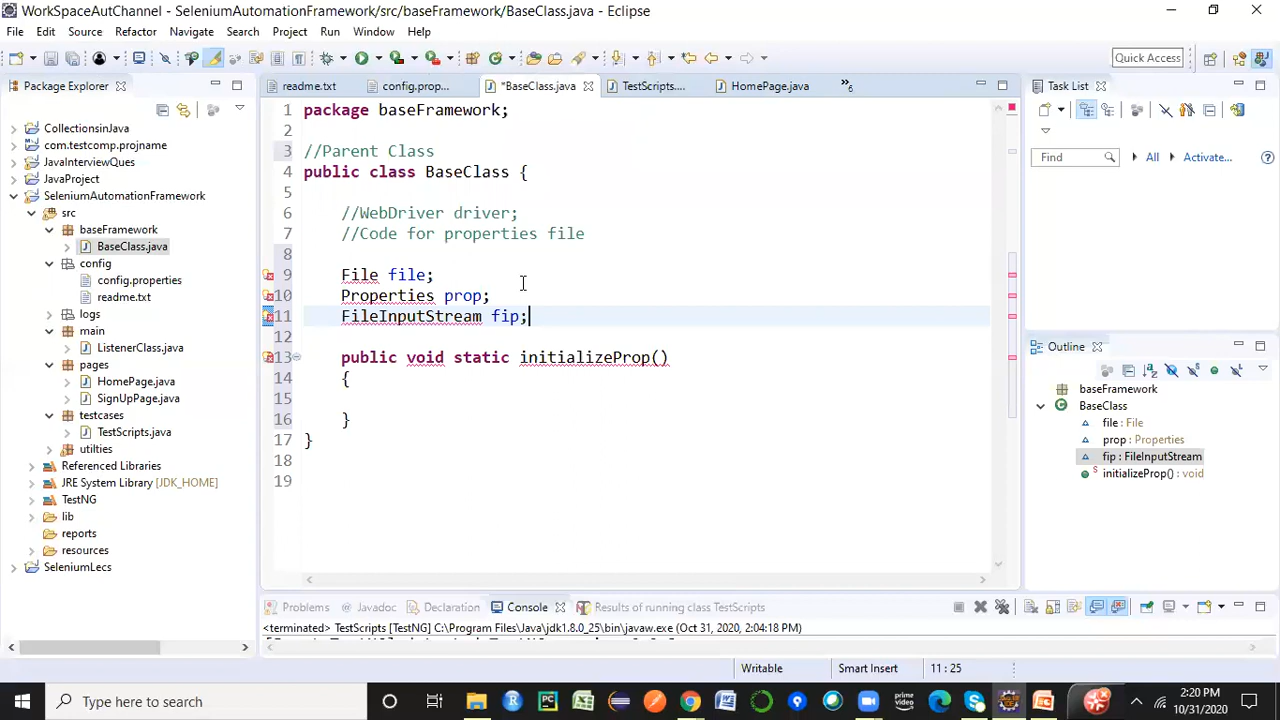 WorkSpaceAutChannel - SeleniumAutomationFramework/src/baseFramework/BaseClass.java - Eclipse
File Edit Source Refactor Navigate Search Project Run Window Help
Quick Access
Package Explorer
CollectionsinJava
com.testcomp.projname
JavaInterviewQues
JavaProject
SeleniumAutomationFramework
src
baseFramework
BaseClass.java
config
config.properties
readme.txt
logs
main
ListenerClass.java
pages
HomePage.java
SignUpPage.java
testcases
TestScripts.java
utilties
Referenced Libraries
JRE System Library [JDK_HOME]
TestNG
lib
reports
resources
SeleniumLecs
readme.txt config.prop... *BaseClass.java TestScripts.... HomePage.java »6
1 package baseFramework;
2
3 //Parent Class
4 public class BaseClass {
5
6 //WebDriver driver;
7 //Code for properties file
8
9 File file;
10 Properties prop;
11 FileInputStream fip;
12
13 public void static initializeProp()
14 {
15
16 }
17 }
18
19
Task List
Find All Activate...
Outline
baseFramework
BaseClass
file : File
prop : Properties
fip : FileInputStream
initializeProp() : void
Problems Javadoc Declaration Console Results of running class TestScripts
<terminated> TestScripts [TestNG] C:\Program Files\Java\jdk1.8.0_25\bin\javaw.exe (Oct 31, 2020, 2:04:18 PM)
Writable Smart Insert 11 : 25
Type here to search
2:20 PM
10/31/2020